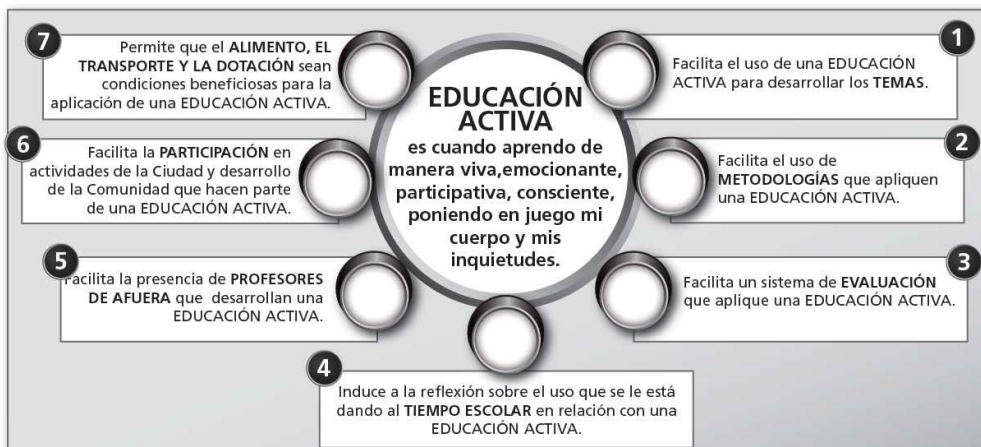 EDUCACIÓN
ACTIVA
es cuando aprendo de
manera viva,emocionante,
participativa, consciente,
poniendo en juego mi
cuerpo y mis
inquietudes.
1
Facilita el uso de una EDUCACIÓN
ACTIVA para desarrollar los TEMAS.
2
Facilita el uso de
METODOLOGÍAS que apliquen
una EDUCACIÓN ACTIVA.
3
Facilita un sistema de EVALUACIÓN
que aplique una EDUCACIÓN ACTIVA.
4
Induce a la reflexión sobre el uso que se le está
dando al TIEMPO ESCOLAR en relación con una
EDUCACIÓN ACTIVA.
5
Facilita la presencia de PROFESORES
DE AFUERA que desarrollan una
EDUCACIÓN ACTIVA.
6
Facilita la PARTICIPACIÓN en
actividades de la Ciudad y desarrollo
de la Comunidad que hacen parte
de una EDUCACIÓN ACTIVA.
7
Permite que el ALIMENTO, EL
TRANSPORTE Y LA DOTACIÓN sean
condiciones beneficiosas para la
aplicación de una EDUCACIÓN ACTIVA.